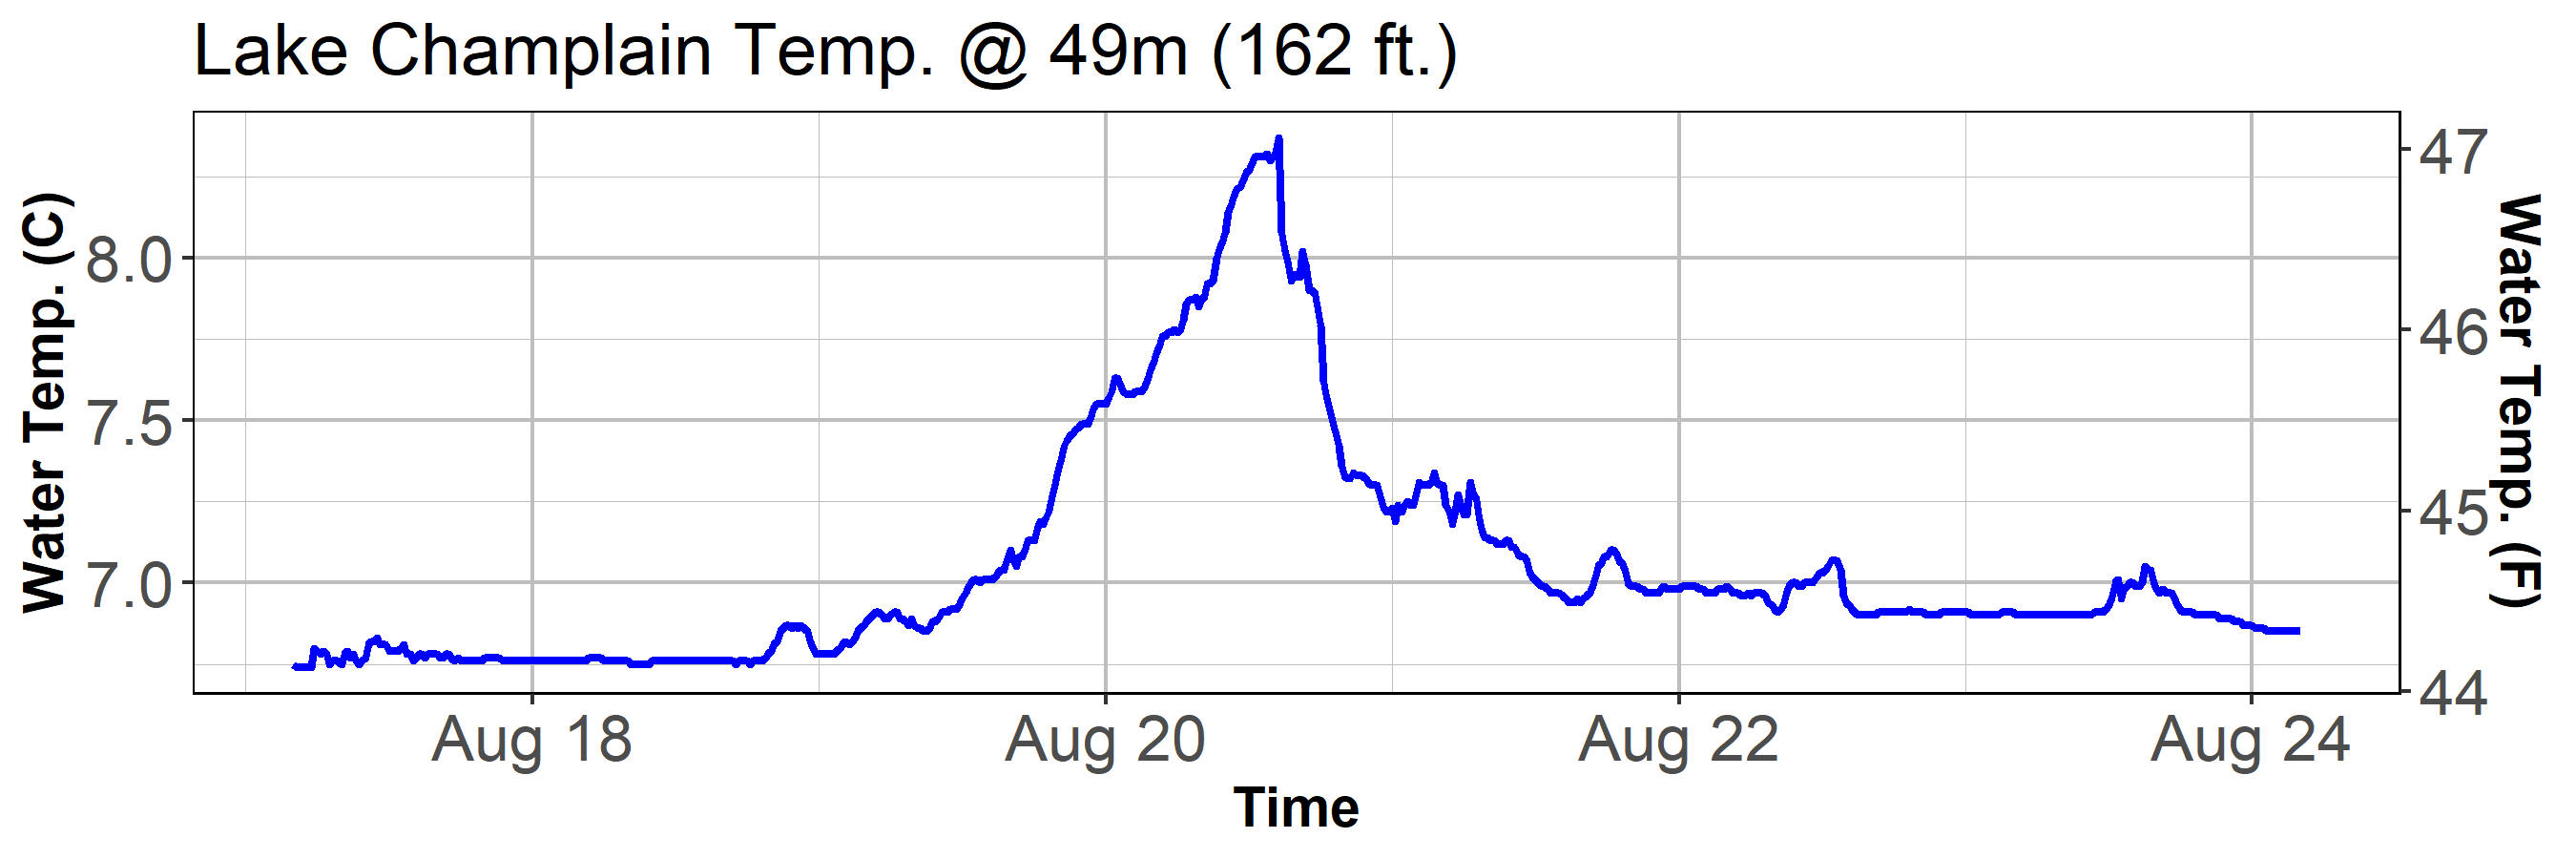 Lake Champlain Temp. @ 49m (162 ft.)
Water Temp. (C)
8.0
7.5
7.0
47
46
45
44
Water Temp. (F)
Aug 18 Aug 20 Aug 22 Aug 24
Time